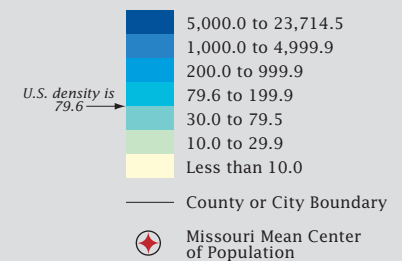 5,000.0 to 23,714.5
1,000.0 to 4,999.9
200.0 to 999.9
U.S. density is
79.6
79.6 to 199.9
30.0 to 79.5
10.0 to 29.9
Less than 10.0
County or City Boundary
Missouri Mean Center
of Population